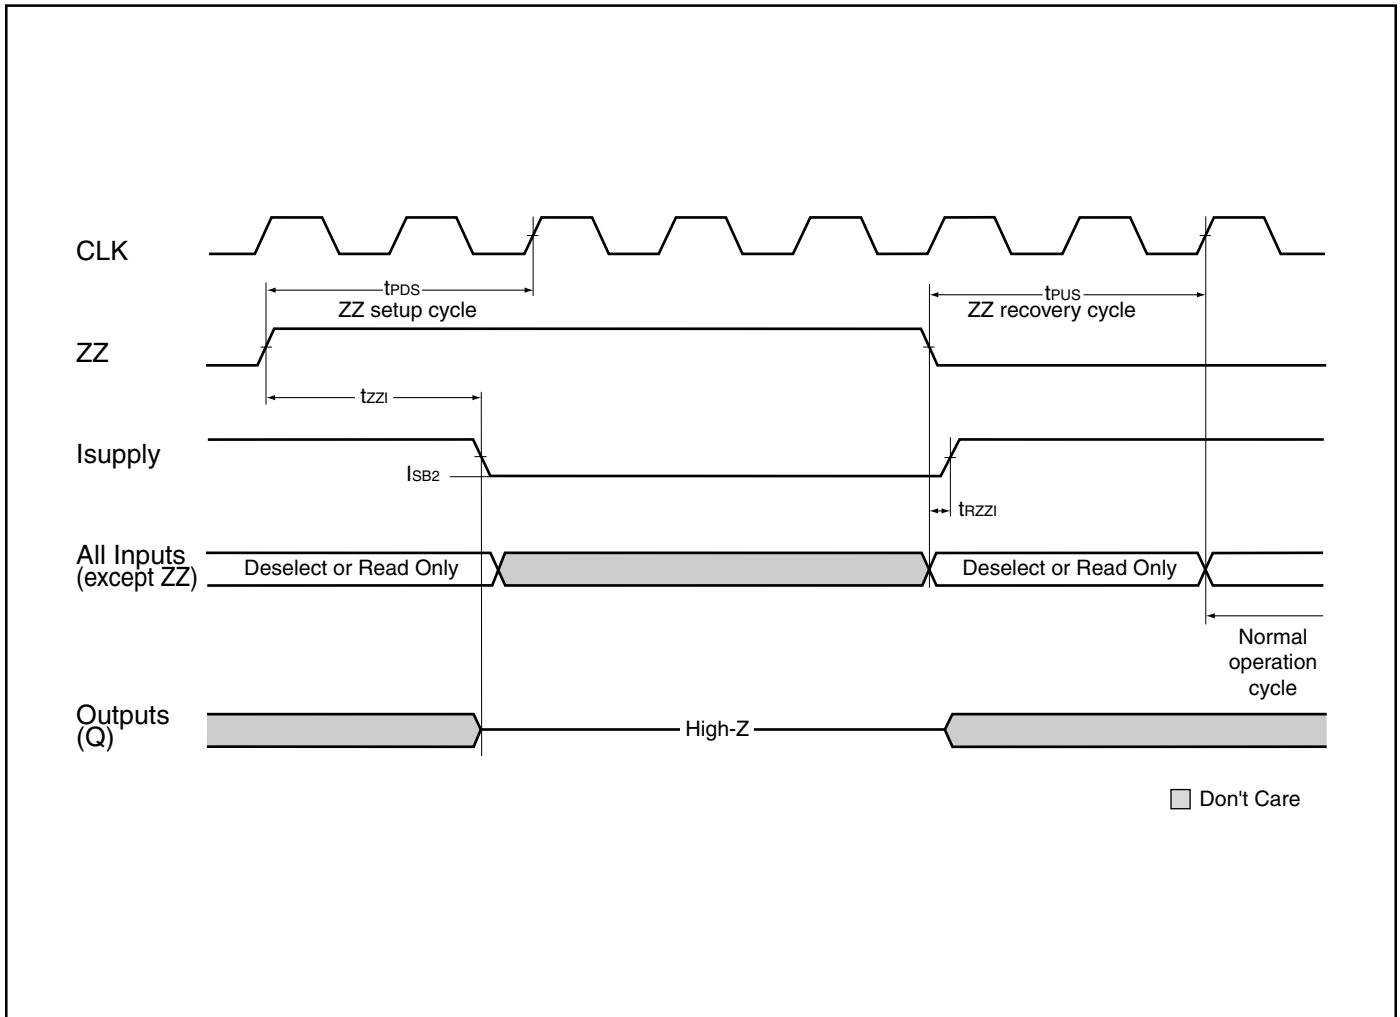 CLK
tPDS
ZZ setup cycle
tPUS
ZZ recovery cycle
ZZ
tZZI
Isupply
ISB2
tRZZI
All Inputs
(except ZZ)
Deselect or Read Only
Deselect or Read Only
Normal
operation
cycle
Outputs
(Q)
High-Z
Don't Care